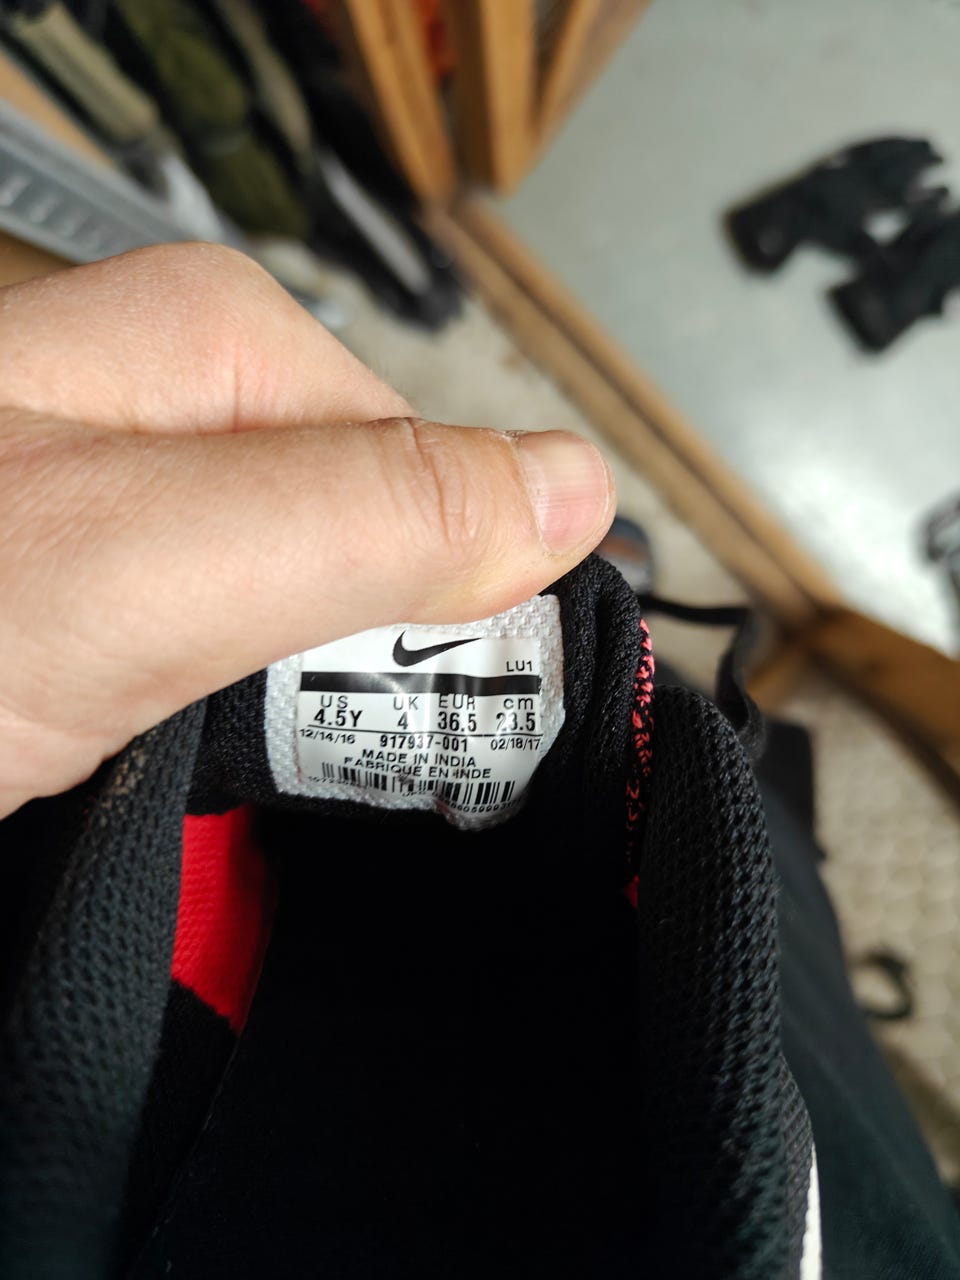 LU1
US UK EUR cm
4.5Y 4 36.5 23.5
12/14/16 917937-001 02/18/17
MADE IN INDIA
FABRIQUE EN INDE